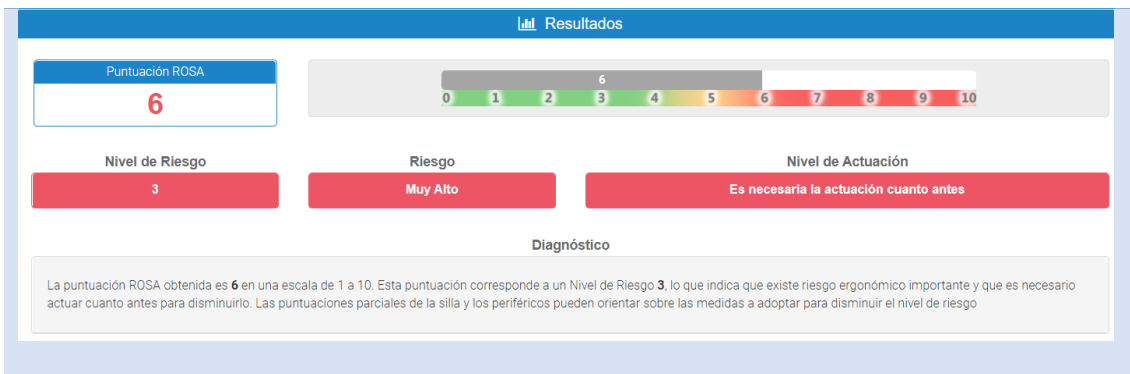 Resultados
Puntuación ROSA
6
6
0 1 2 3 4 5 6 7 8 9 10
Nivel de Riesgo
Riesgo
Nivel de Actuación
3
Muy Alto
Es necesaria la actuación cuanto antes
Diagnóstico
La puntuación ROSA obtenida es 6 en una escala de 1 a 10. Esta puntuación corresponde a un Nivel de Riesgo 3, lo que indica que existe riesgo ergonómico importante y que es necesario
actuar cuanto antes para disminuirlo. Las puntuaciones parciales de la silla y los periféricos pueden orientar sobre las medidas a adoptar para disminuir el nivel de riesgo